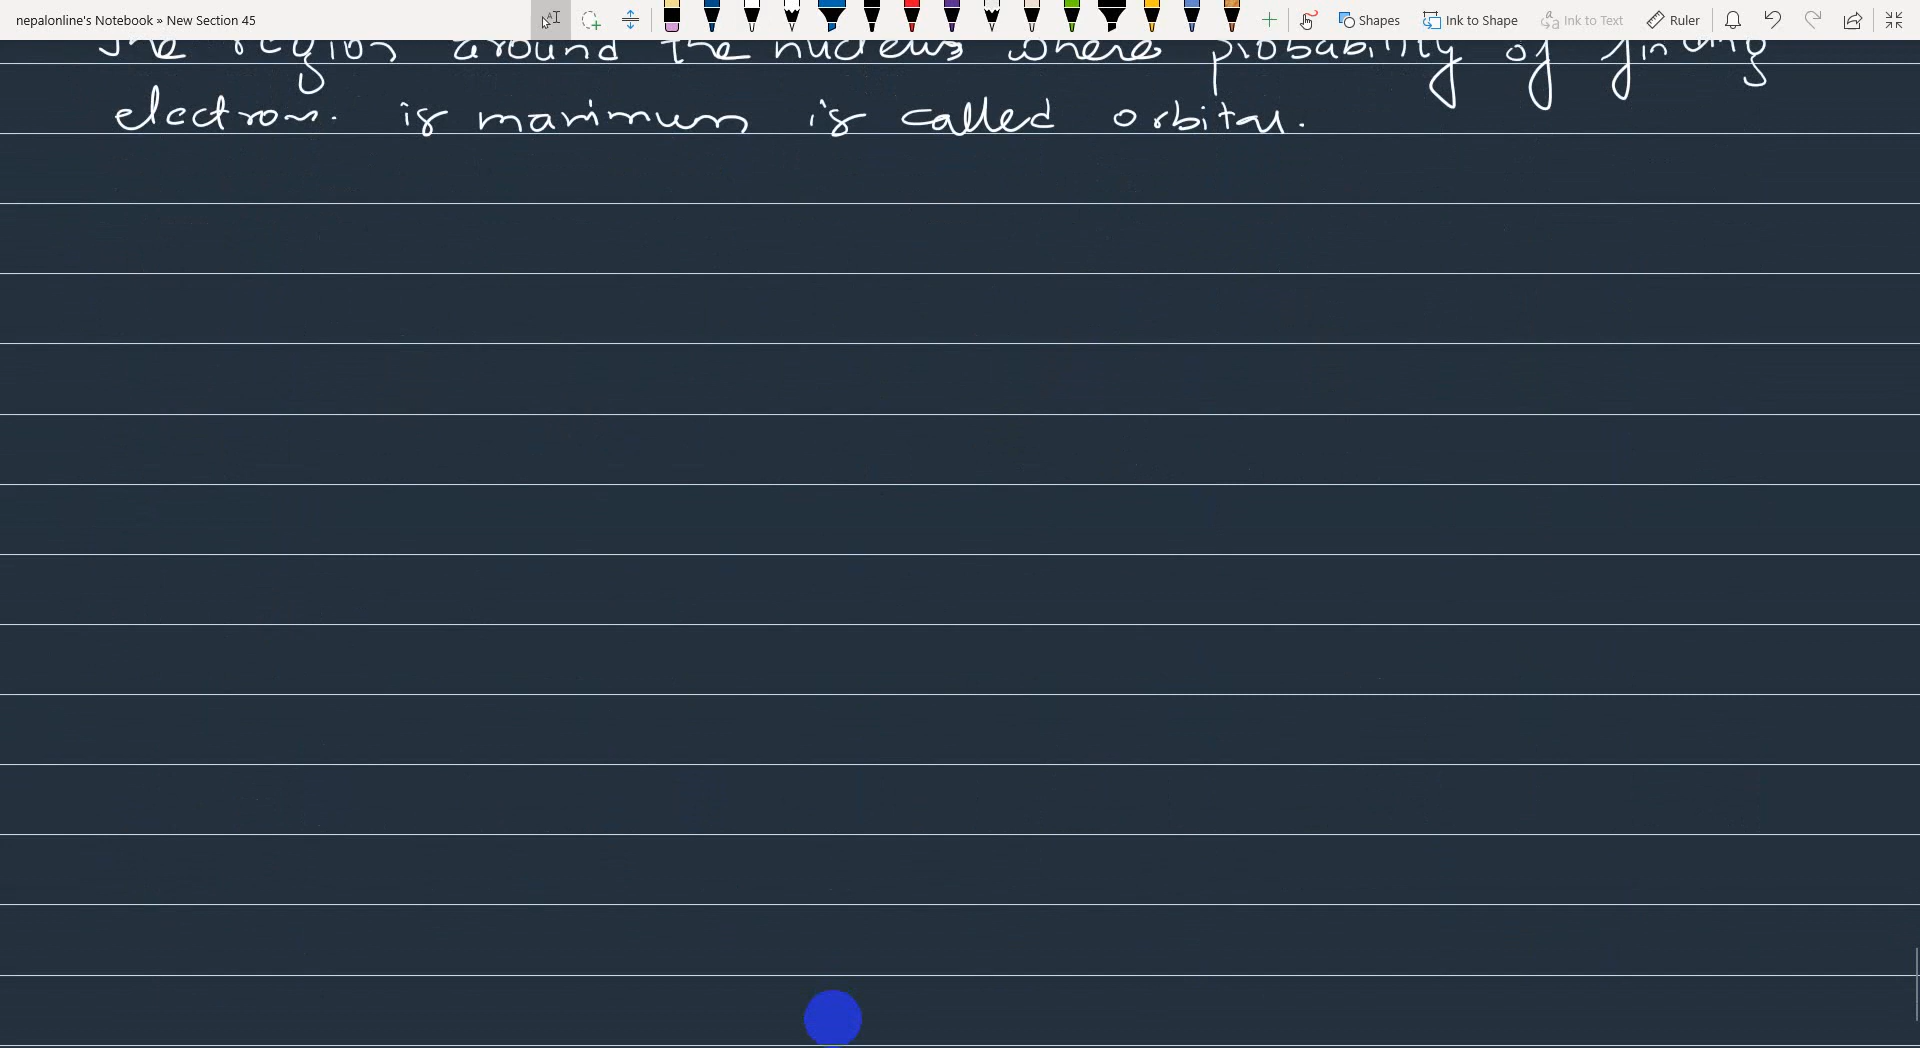 nepalonline's Notebook » New Section 45
Shapes
Ink to Shape
Ink to Text
Ruler
The region around the nucleus where probability of finding
electron. is maximum is called orbital.